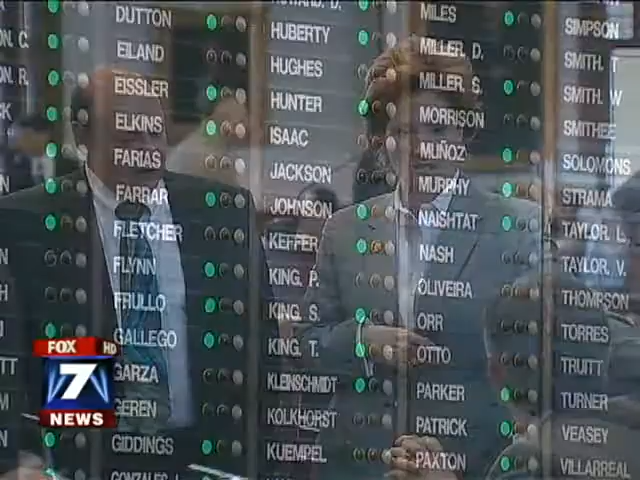 DUTTON
EILAND
EISSLER
ELKINS
FARIAS
FARRAR
FLETCHER
FLYNN
FRULLO
GALLEGO
GARZA
GEREN
GIDDINGS
HUBERTY
HUGHES
HUNTER
ISAAC
JACKSON
JOHNSON
KEFFER
KING, P.
KING, S.
KING, T.
KLEINSCHMIDT
KOLKHORST
KUEMPEL
MILES
MILLER, D.
MILLER, S.
MORRISON
MUÑOZ
MURPHY
NAISHTAT
NASH
OLIVEIRA
ORR
OTTO
PARKER
PATRICK
PAXTON
SIMPSON
SMITH, T
SMITH, W
SMITHEE
SOLOMONS
STRAMA
TAYLOR, L.
TAYLOR, V.
THOMPSON
TORRES
TRUITT
TURNER
VEASEY
VILLARREAL
FOX HD
7
NEWS